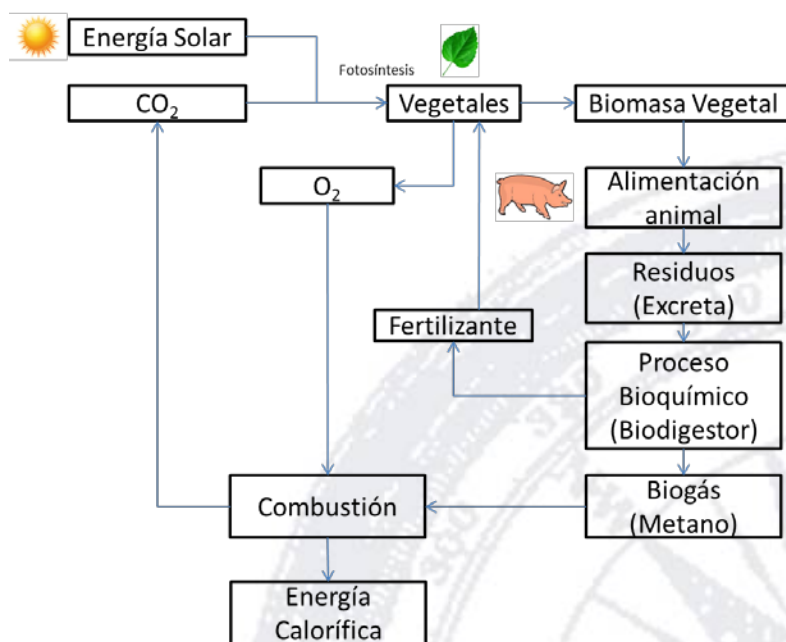 Energía Solar
Fotosíntesis
CO₂
Vegetales
Biomasa Vegetal
O₂
Alimentación
animal
Residuos
(Excreta)
Fertilizante
Proceso
Bioquímico
(Biodigestor)
Combustión
Biogás
(Metano)
Energía
Calorífica
330